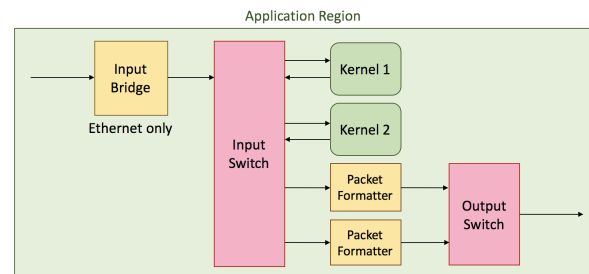 Application Region
Input
Bridge
Ethernet only
Input
Switch
Kernel 1
Kernel 2
Packet
Formatter
Packet
Formatter
Output
Switch